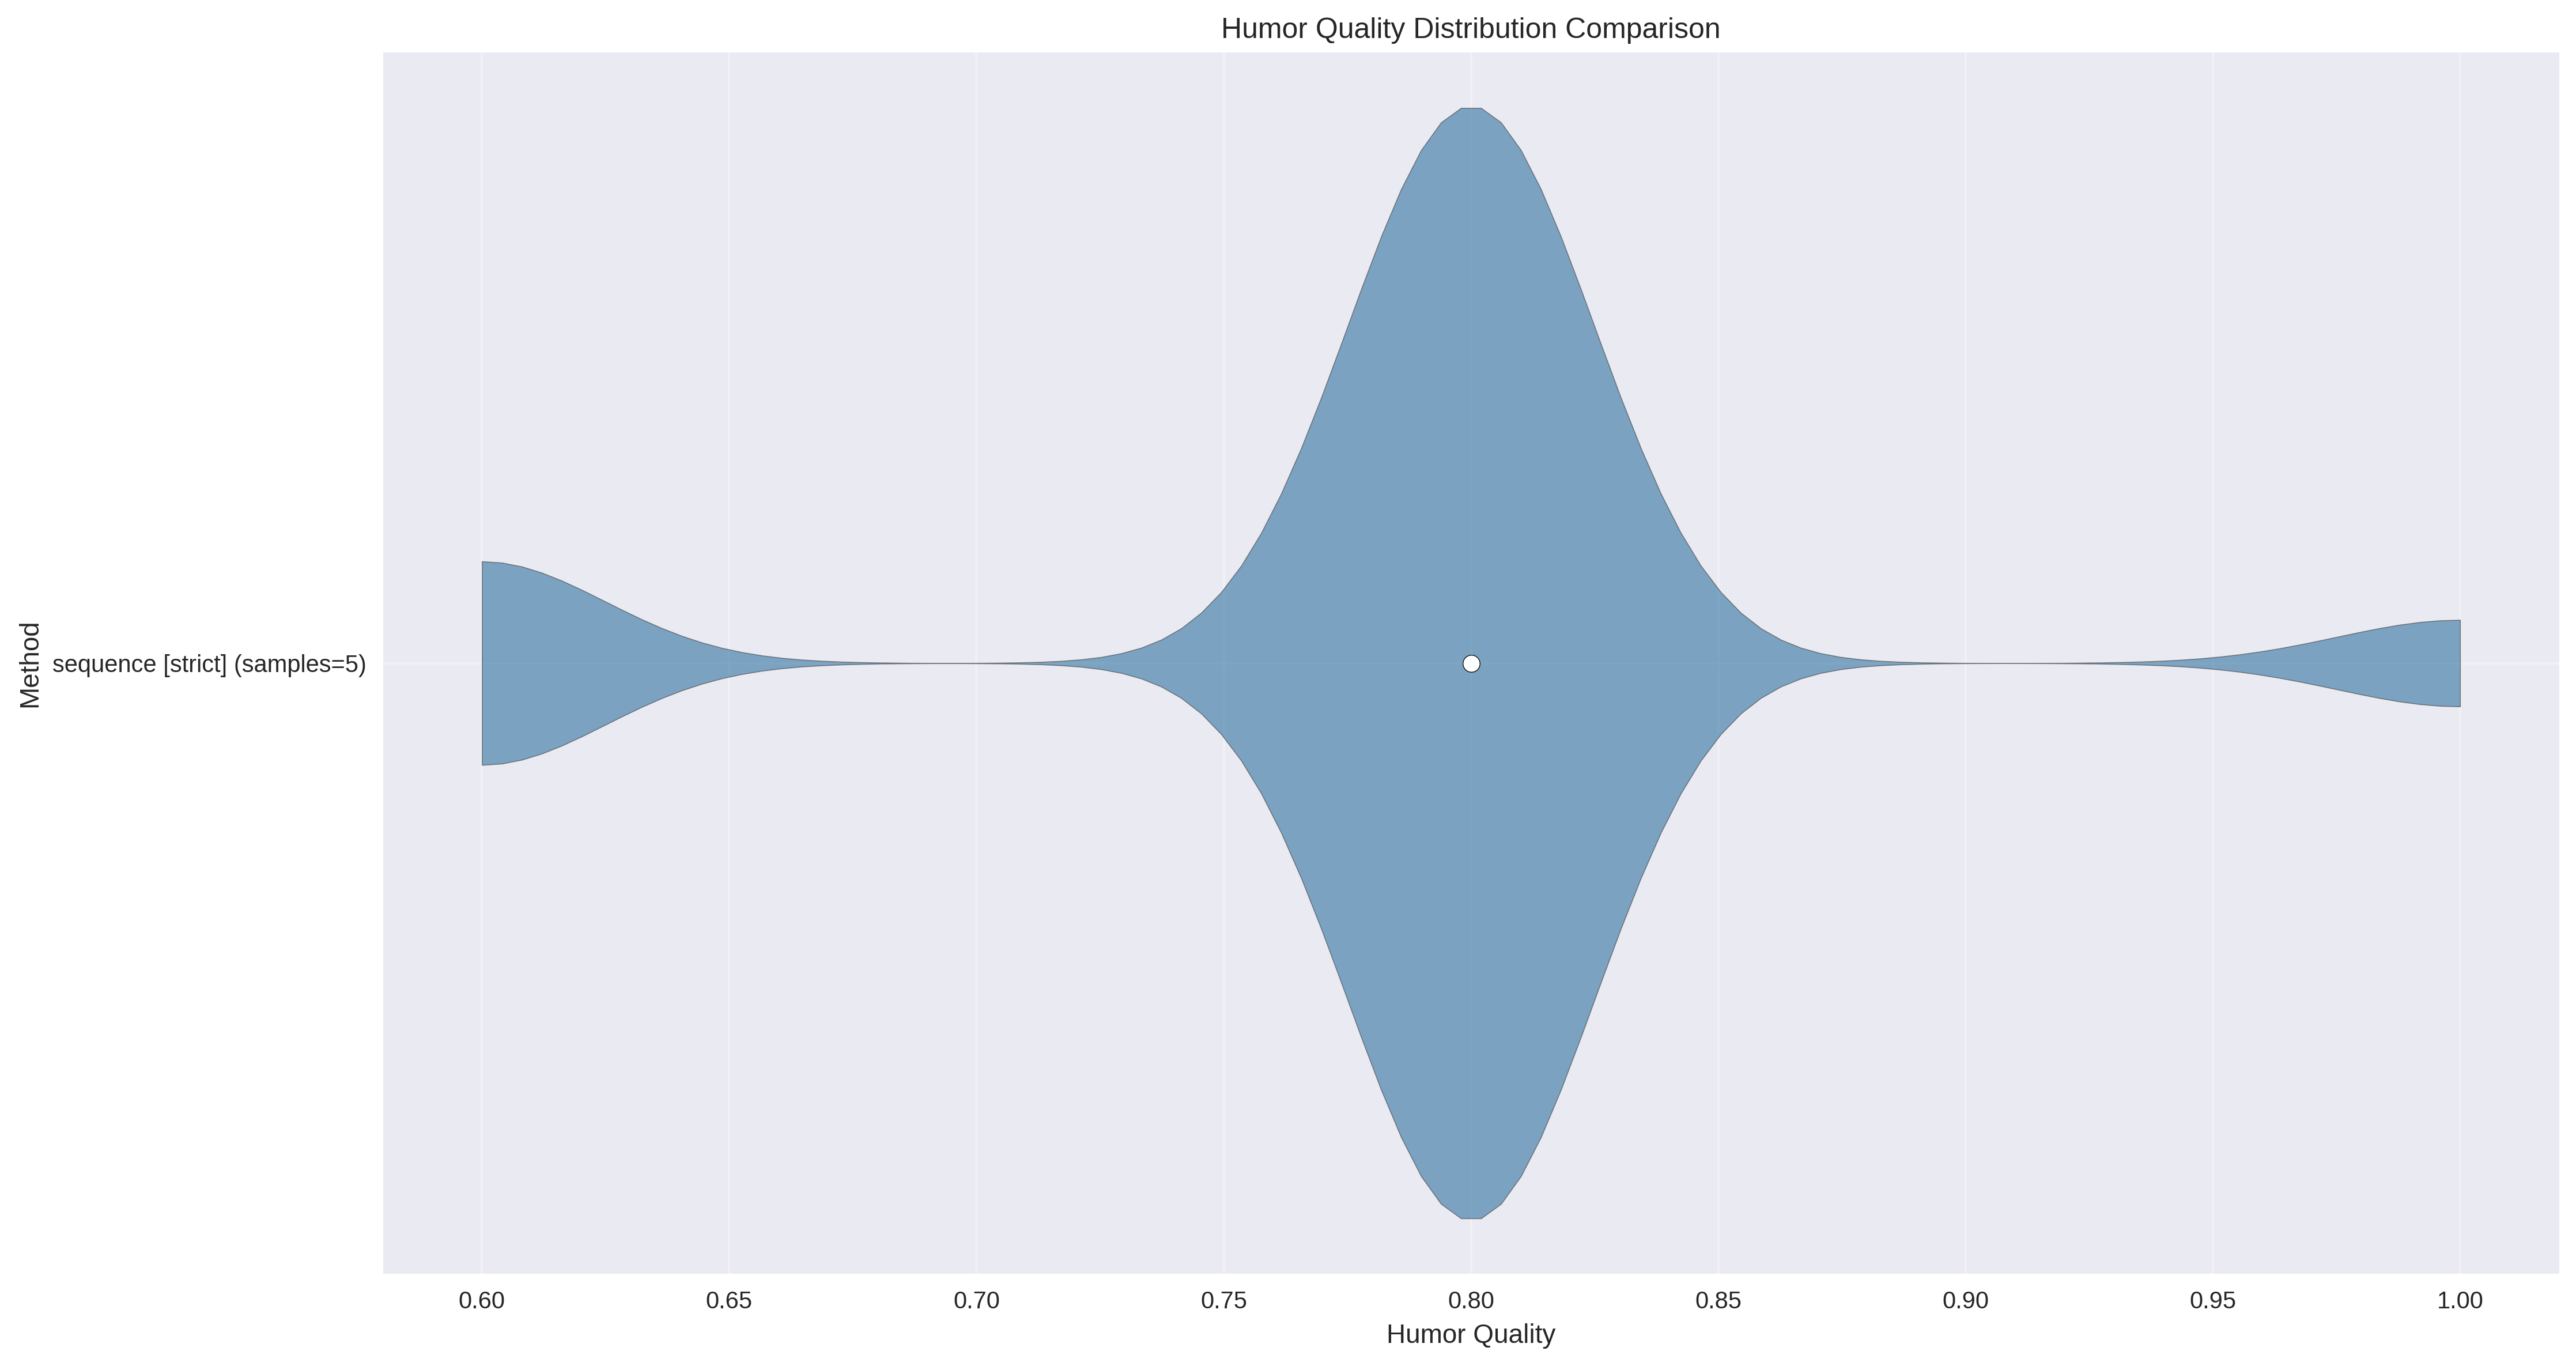 Humor Quality Distribution Comparison
Method
sequence [strict] (samples=5)
0.60 0.65 0.70 0.75 0.80 0.85 0.90 0.95 1.00
Humor Quality